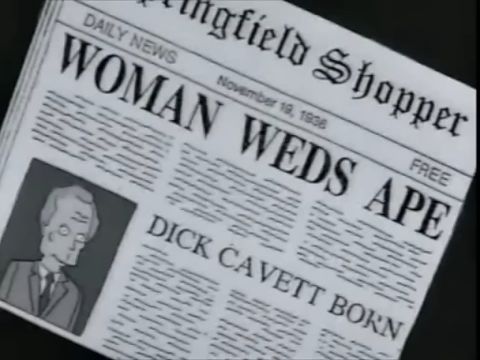 Springfield Shopper
DAILY NEWS
November 19, 1936
FREE
WOMAN WEDS APE
DICK CAVETT BORN